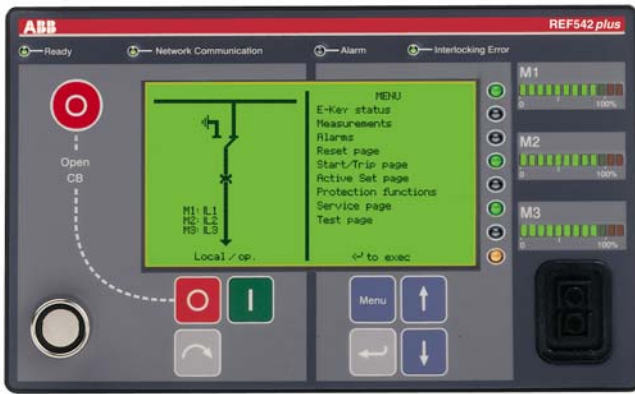 ABB
REF542 plus
Ready
Network Communication
Alarm
Interlocking Error
Open
CB
M1: IL1
M2: IL2
M3: IL3
Local/op.
MENU
E-Key status
Measurements
Alarms
Reset page
Start/Trip page
Active Set page
Protection functions
Service page
Test page
↵ to exec
M1
0 100%
M2
0 100%
M3
0 100%
Menu